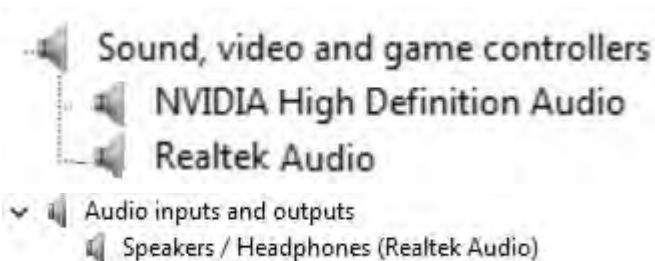 Sound, video and game controllers
NVIDIA High Definition Audio
Realtek Audio
Audio inputs and outputs
Speakers / Headphones (Realtek Audio)